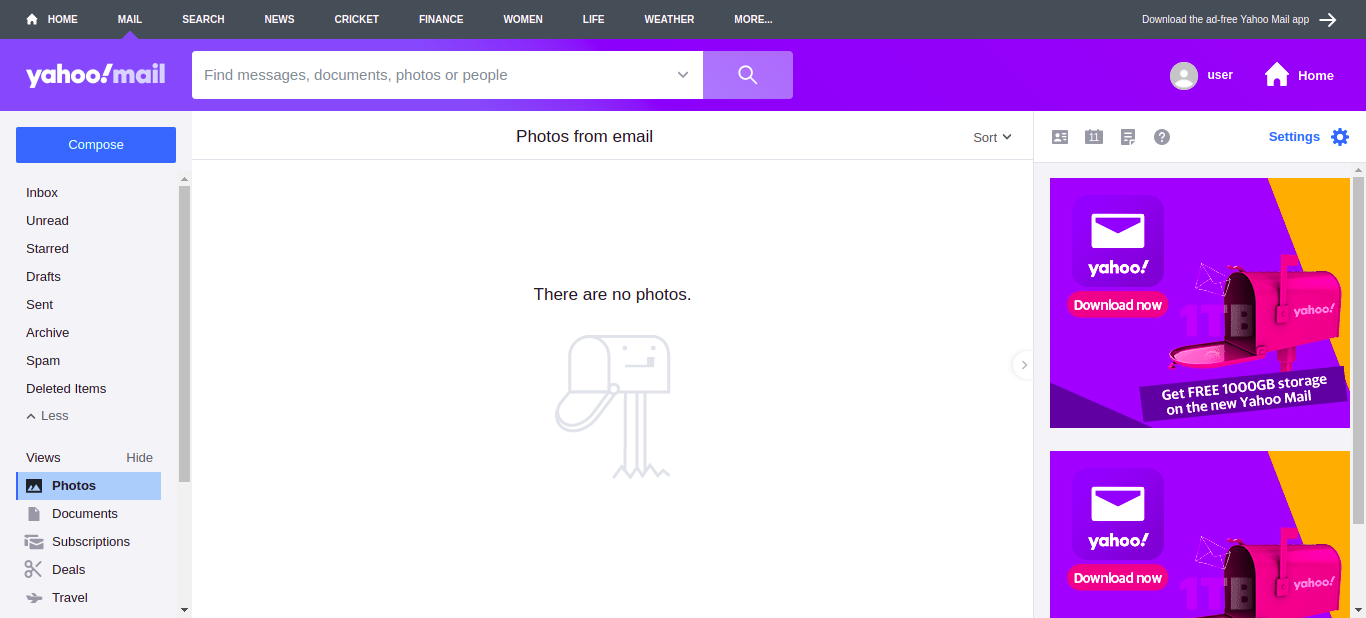 HOME MAIL SEARCH NEWS CRICKET FINANCE WOMEN LIFE WEATHER MORE... Download the ad-free Yahoo Mail app
yahoo!mail Find messages, documents, photos or people user Home
Compose
Photos from email
Sort
11
Settings
Inbox
Unread
Starred
Drafts
Sent
Archive
Spam
Deleted Items
Less
Views Hide
Photos
Documents
Subscriptions
Deals
Travel
There are no photos.
yahoo!
Download now
1TB
yahoo!
Get FREE 1000GB storage
on the new Yahoo Mail
yahoo!
Download now
1TB
yahoo!